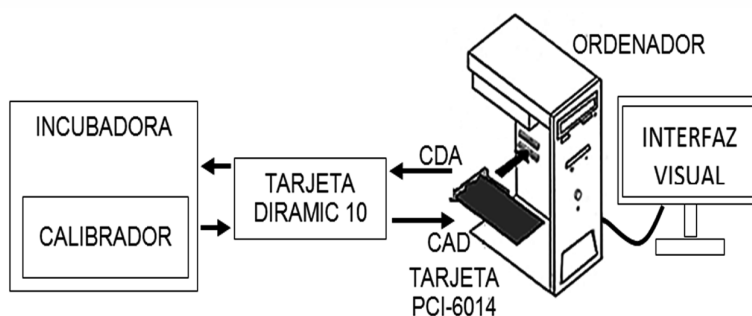 INCUBADORA
CALIBRADOR
TARJETA
DIRAMIC 10
CDA
CAD
TARJETA
PCI-6014
ORDENADOR
INTERFAZ
VISUAL